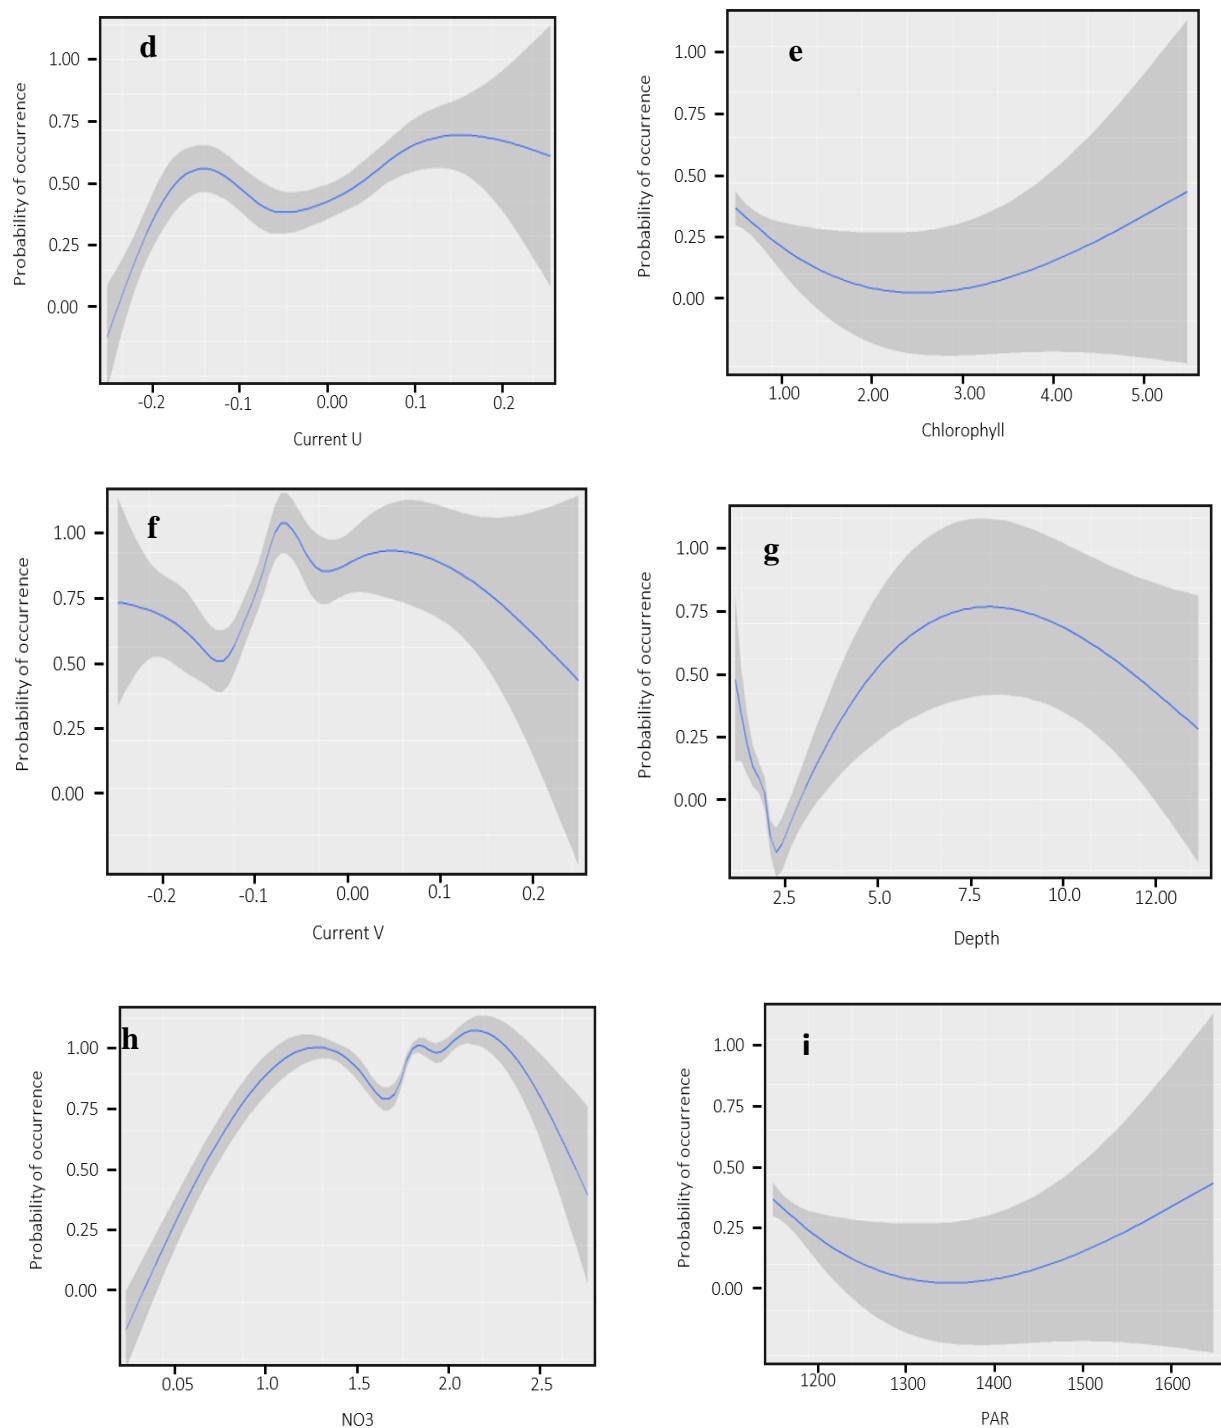 d
Probability of occurrence
1.00
0.75
0.50
0.25
0.00
-0.2 -0.1 0.00 0.1 0.2
Current U
e
Probability of occurrence
1.00
0.75
0.50
0.25
0.00
1.00 2.00 3.00 4.00 5.00
Chlorophyll
f
Probability of occurrence
1.00
0.75
0.50
0.25
0.00
-0.2 -0.1 0.00 0.1 0.2
Current V
g
Probability of occurrence
1.00
0.75
0.50
0.25
0.00
2.5 5.0 7.5 10.0 12.00
Depth
h
Probability of occurrence
1.00
0.75
0.50
0.25
0.00
0.05 1.0 1.5 2.0 2.5
NO3
i
Probability of occurrence
1.00
0.75
0.50
0.25
0.00
1200 1300 1400 1500 1600
PAR